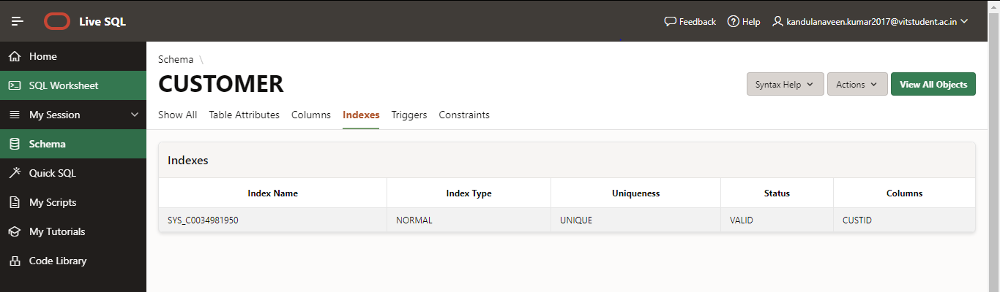 Live SQL
Feedback
Help
kandulanaveen.kumar2017@vitstudent.ac.in
Home
SQL Worksheet
My Session
Schema
Quick SQL
My Scripts
My Tutorials
Code Library
Schema \
CUSTOMER
Syntax Help
Actions
View All Objects
Show All Table Attributes Columns Indexes Triggers Constraints
Indexes
Index Name Index Type Uniqueness Status Columns
SYS_C0034981950 NORMAL UNIQUE VALID CUSTID